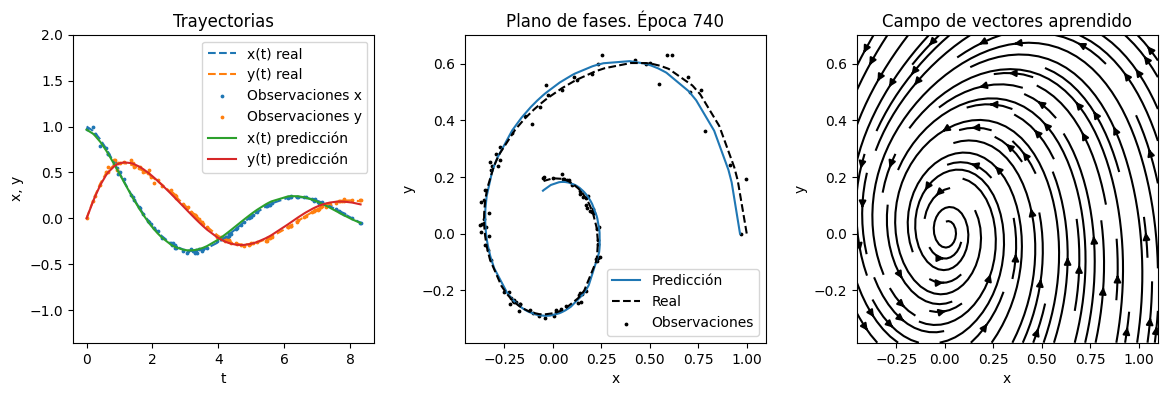 Trayectorias
2.0
1.5
1.0
0.5
0.0
−0.5
−1.0
x, y
0
2
4
6
8
t
x(t) real
y(t) real
Observaciones x
Observaciones y
x(t) predicción
y(t) predicción
Plano de fases. Época 740
0.6
0.4
0.2
0.0
−0.2
y
−0.25
0.00
0.25
0.50
0.75
1.00
x
Predicción
Real
Observaciones
Campo de vectores aprendido
0.6
0.4
0.2
0.0
−0.2
y
−0.25
0.00
0.25
0.50
0.75
1.00
x